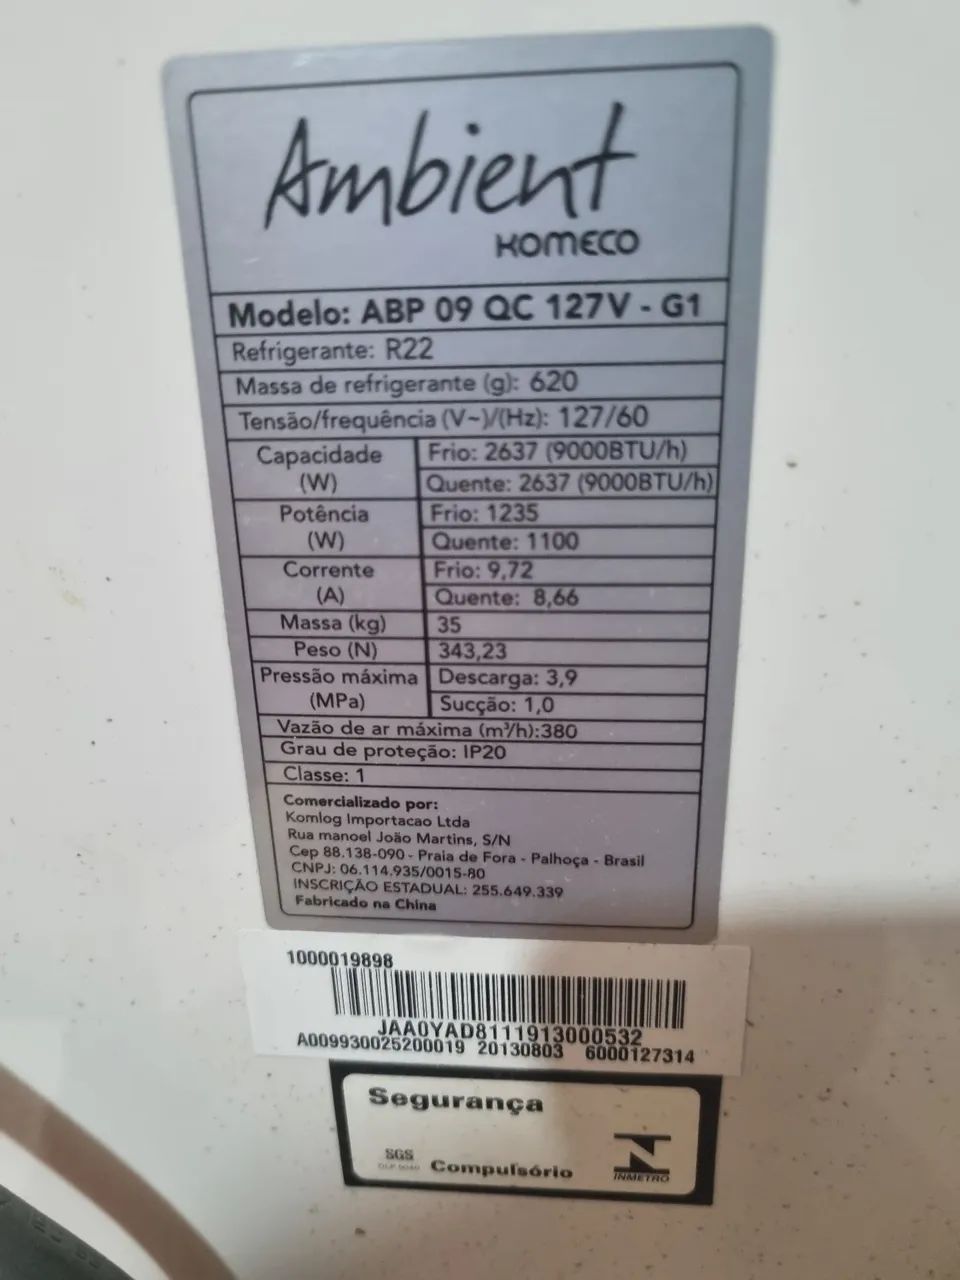 Ambient
KOMECO
Modelo: ABP 09 QC 127V - G1
Refrigerante: R22
Massa de refrigerante (g): 620
Tensão/frequência (V~)/(Hz): 127/60
Capacidade (W)
Frio: 2637 (9000BTU/h)
Quente: 2637 (9000BTU/h)
Potência (W)
Frio: 1235
Quente: 1100
Corrente (A)
Frio: 9,72
Quente: 8,66
Massa (kg) 35
Peso (N) 343,23
Pressão máxima (MPa)
Descarga: 3,9
Sucção: 1,0
Vazão de ar máxima (m³/h):380
Grau de proteção: IP20
Classe: 1
Comercializado por:
Komlog Importacao Ltda
Rua manoel João Martins, S/N
Cep 88.138-090 - Praia de Fora - Palhoça - Brasil
CNPJ: 06.114.935/0015-80
INSCRIÇÃO ESTADUAL: 255.649.339
Fabricado na China
1000019898
JAA0YAD8111913000532
A009930025200019 20130803 6000127314
Segurança
SGS
Compulsório
INMETRO